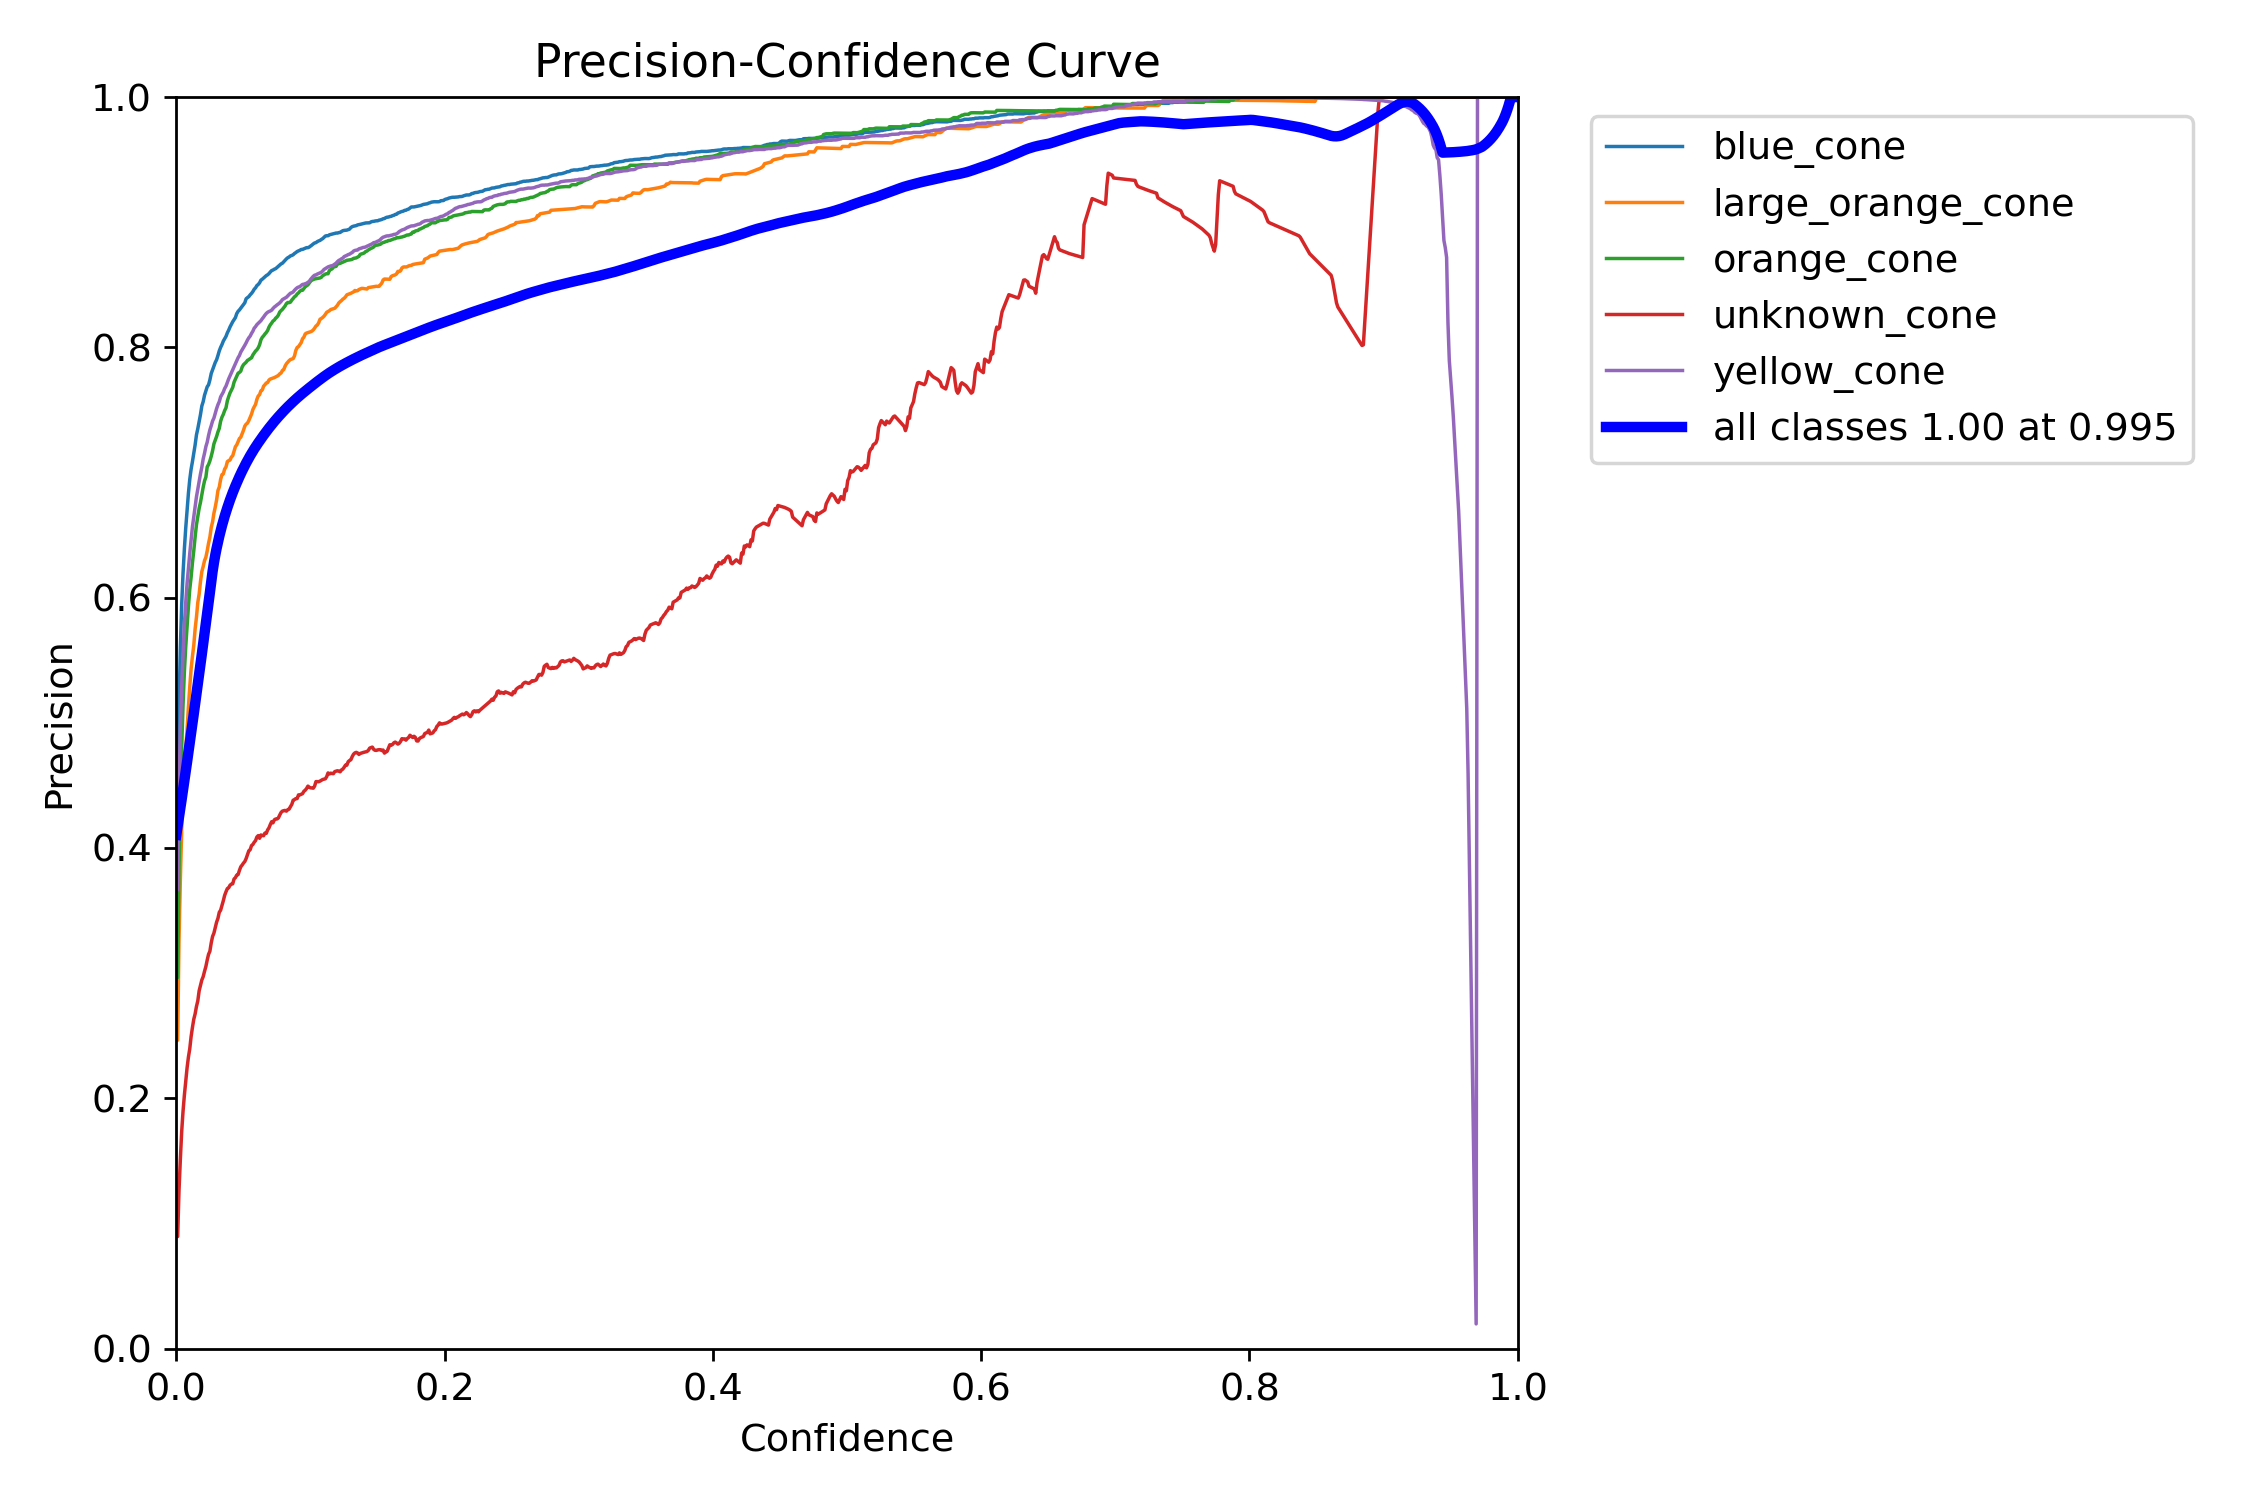 Precision-Confidence Curve
1.0
0.8
0.6
0.4
0.2
0.0
Precision
0.0 0.2 0.4 0.6 0.8 1.0
Confidence
blue_cone
large_orange_cone
orange_cone
unknown_cone
yellow_cone
all classes 1.00 at 0.995